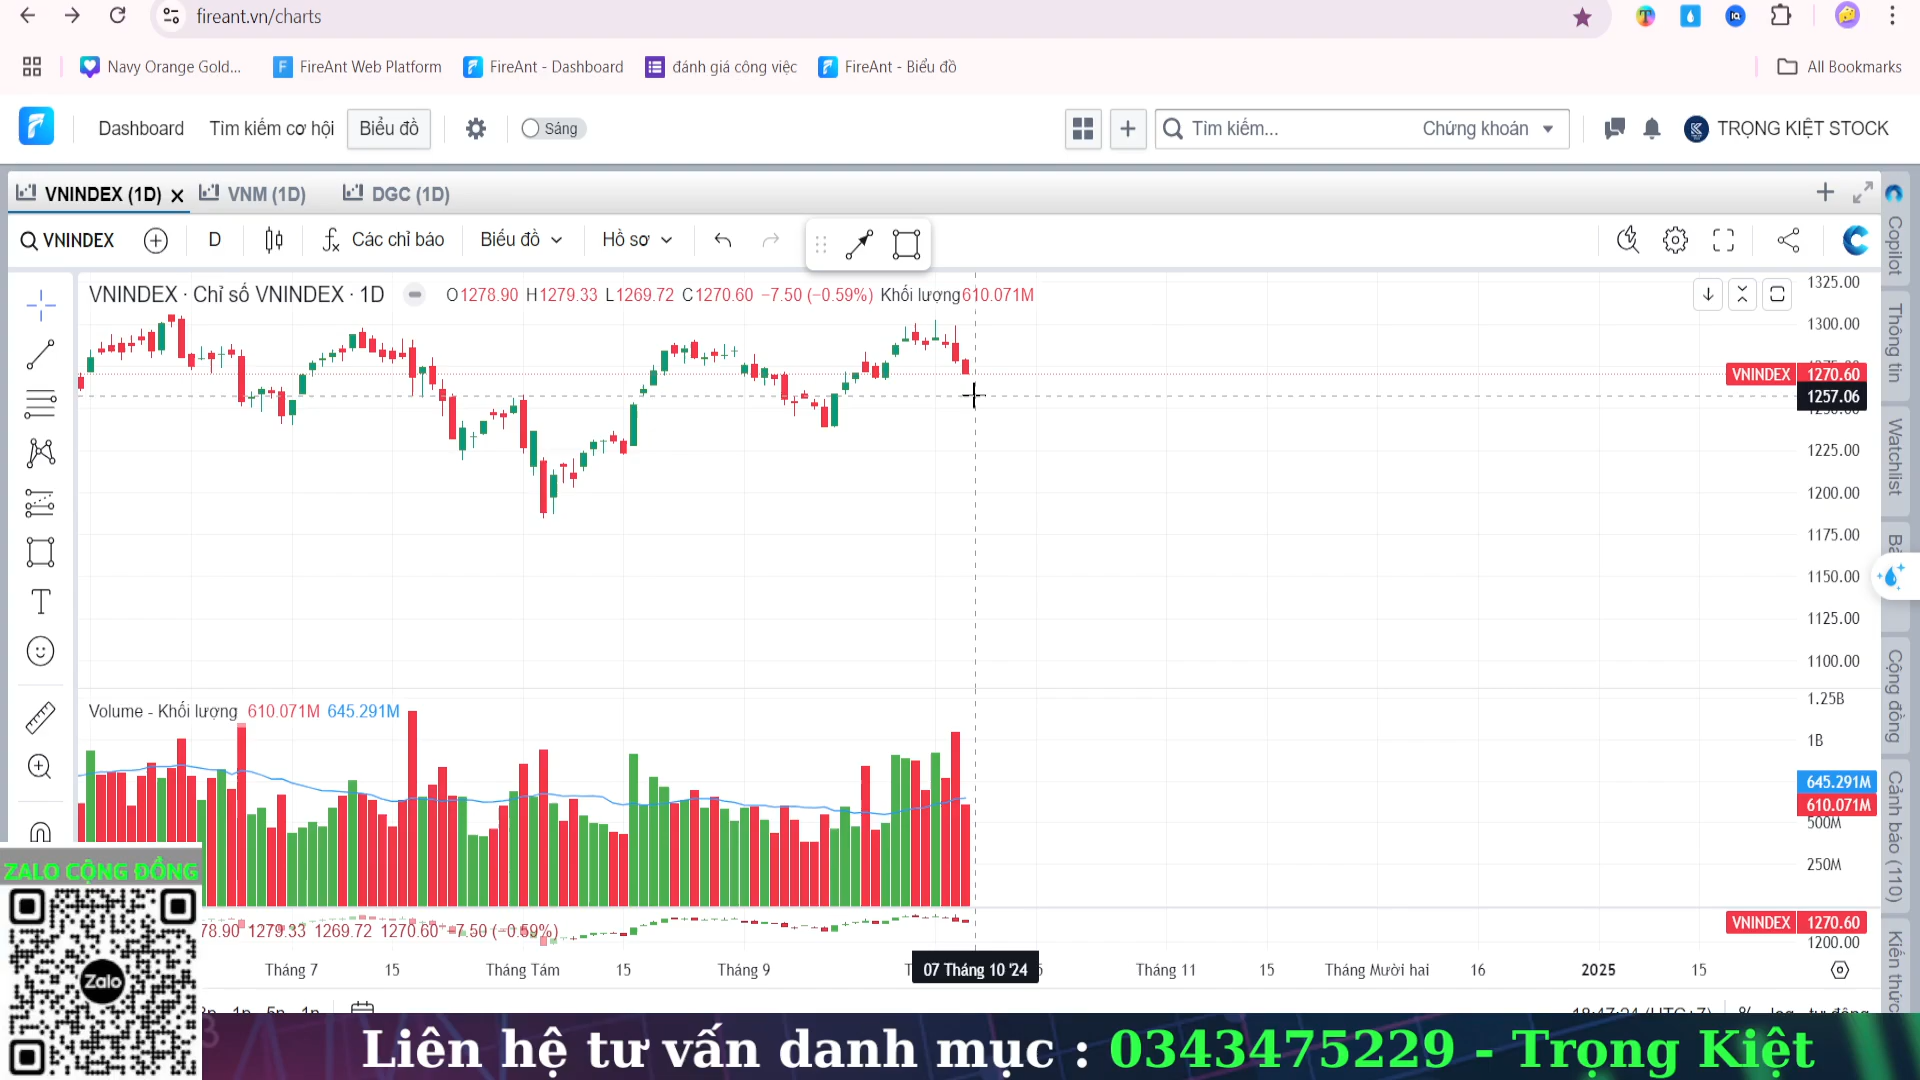 fireant.vn/charts
Navy Orange Gold...
FireAnt Web Platform
FireAnt - Dashboard
đánh giá công việc
FireAnt - Biểu đồ
All Bookmarks
Dashboard
Tìm kiếm cơ hội
Biểu đồ
Sáng
Tìm kiếm...
Chứng khoán
TRỌNG KIỆT STOCK
VNINDEX (1D)
VNM (1D)
DGC (1D)
VNINDEX
D
Các chỉ báo
Biểu đồ
Hồ sơ
VNINDEX · Chỉ số VNINDEX · 1D
O1278.90 H1279.33 L1269.72 C1270.60 −7.50 (−0.59%) Khối lượng610.071M
1325.00
1300.00
VNINDEX 1270.60
1257.06
1225.00
1200.00
1175.00
1150.00
1125.00
1100.00
Volume - Khối lượng 610.071M 645.291M
1.25B
1B
645.291M
610.071M
500M
250M
VNINDEX 1270.60
1200.00
78.90 1279.33 1269.72 1270.60 −7.50 (−0.59%)
Tháng 7
15
Tháng Tám
15
Tháng 9
07 Tháng 10 '24
Tháng 11
15
Tháng Mười hai
16
2025
15
Copilot
Thông tin
Watchlist
Cộng đồng
Cảnh báo (110)
Kiến thức
ZALO CỘNG ĐỒNG
Zalo
Liên hệ tư vấn danh mục : 0343475229 - Trọng Kiệt